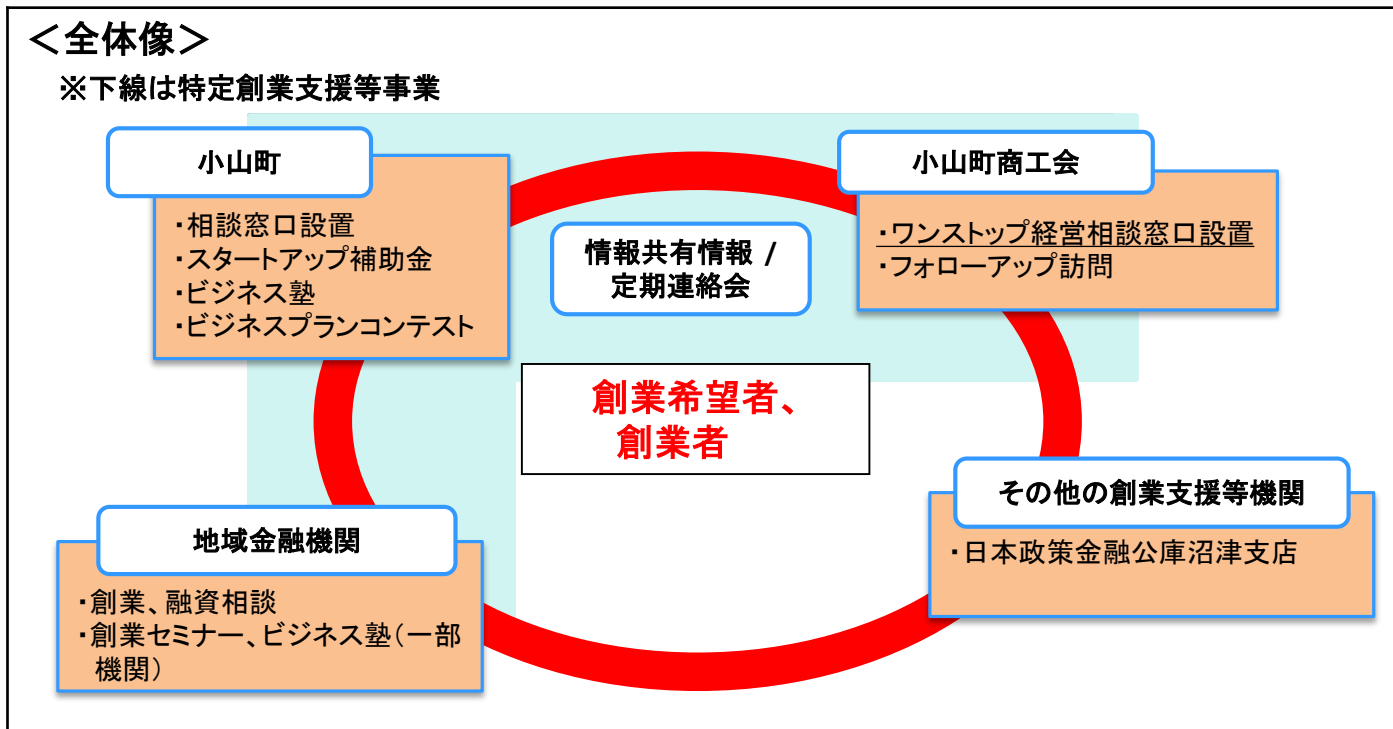 ＜全体像＞
※下線は特定創業支援等事業
小山町
・相談窓口設置
・スタートアップ補助金
・ビジネス塾
・ビジネスプランコンテスト
情報共有情報 /
定期連絡会
小山町商工会
・ワンストップ経営相談窓口設置
・フォローアップ訪問
創業希望者、
創業者
地域金融機関
・創業、融資相談
・創業セミナー、ビジネス塾（一部
機関）
その他の創業支援等機関
・日本政策金融公庫沼津支店